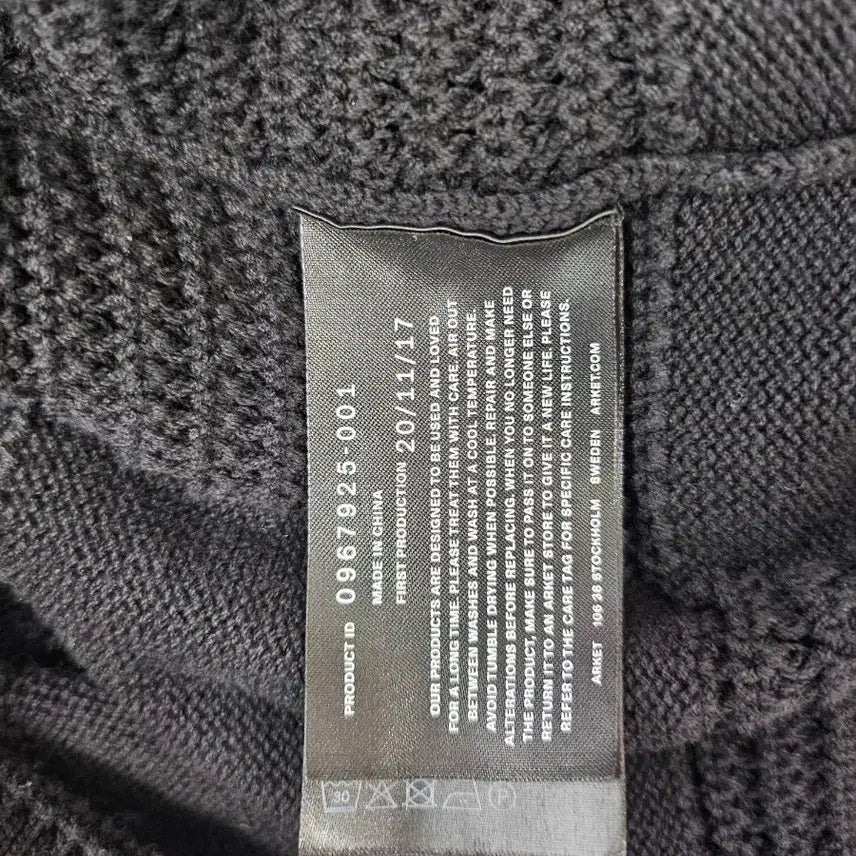 PRODUCT ID 0967925-001
MADE IN CHINA
FIRST PRODUCTION 20/11/17
OUR PRODUCTS ARE DESIGNED TO BE USED AND LOVED
FOR A LONG TIME. PLEASE TREAT THEM WITH CARE. AIR OUT
BETWEEN WASHES AND WASH AT A COOL TEMPERATURE.
AVOID TUMBLE DRYING WHEN POSSIBLE. REPAIR AND MAKE
ALTERATIONS BEFORE REPLACING. WHEN YOU NO LONGER NEED
THE PRODUCT, MAKE SURE TO PASS IT ON TO SOMEONE ELSE OR
RETURN IT TO AN ARKET STORE TO GIVE IT A NEW LIFE. PLEASE
REFER TO THE CARE TAG FOR SPECIFIC CARE INSTRUCTIONS.
ARKET 106 38 STOCKHOLM SWEDEN ARKET.COM
30 P